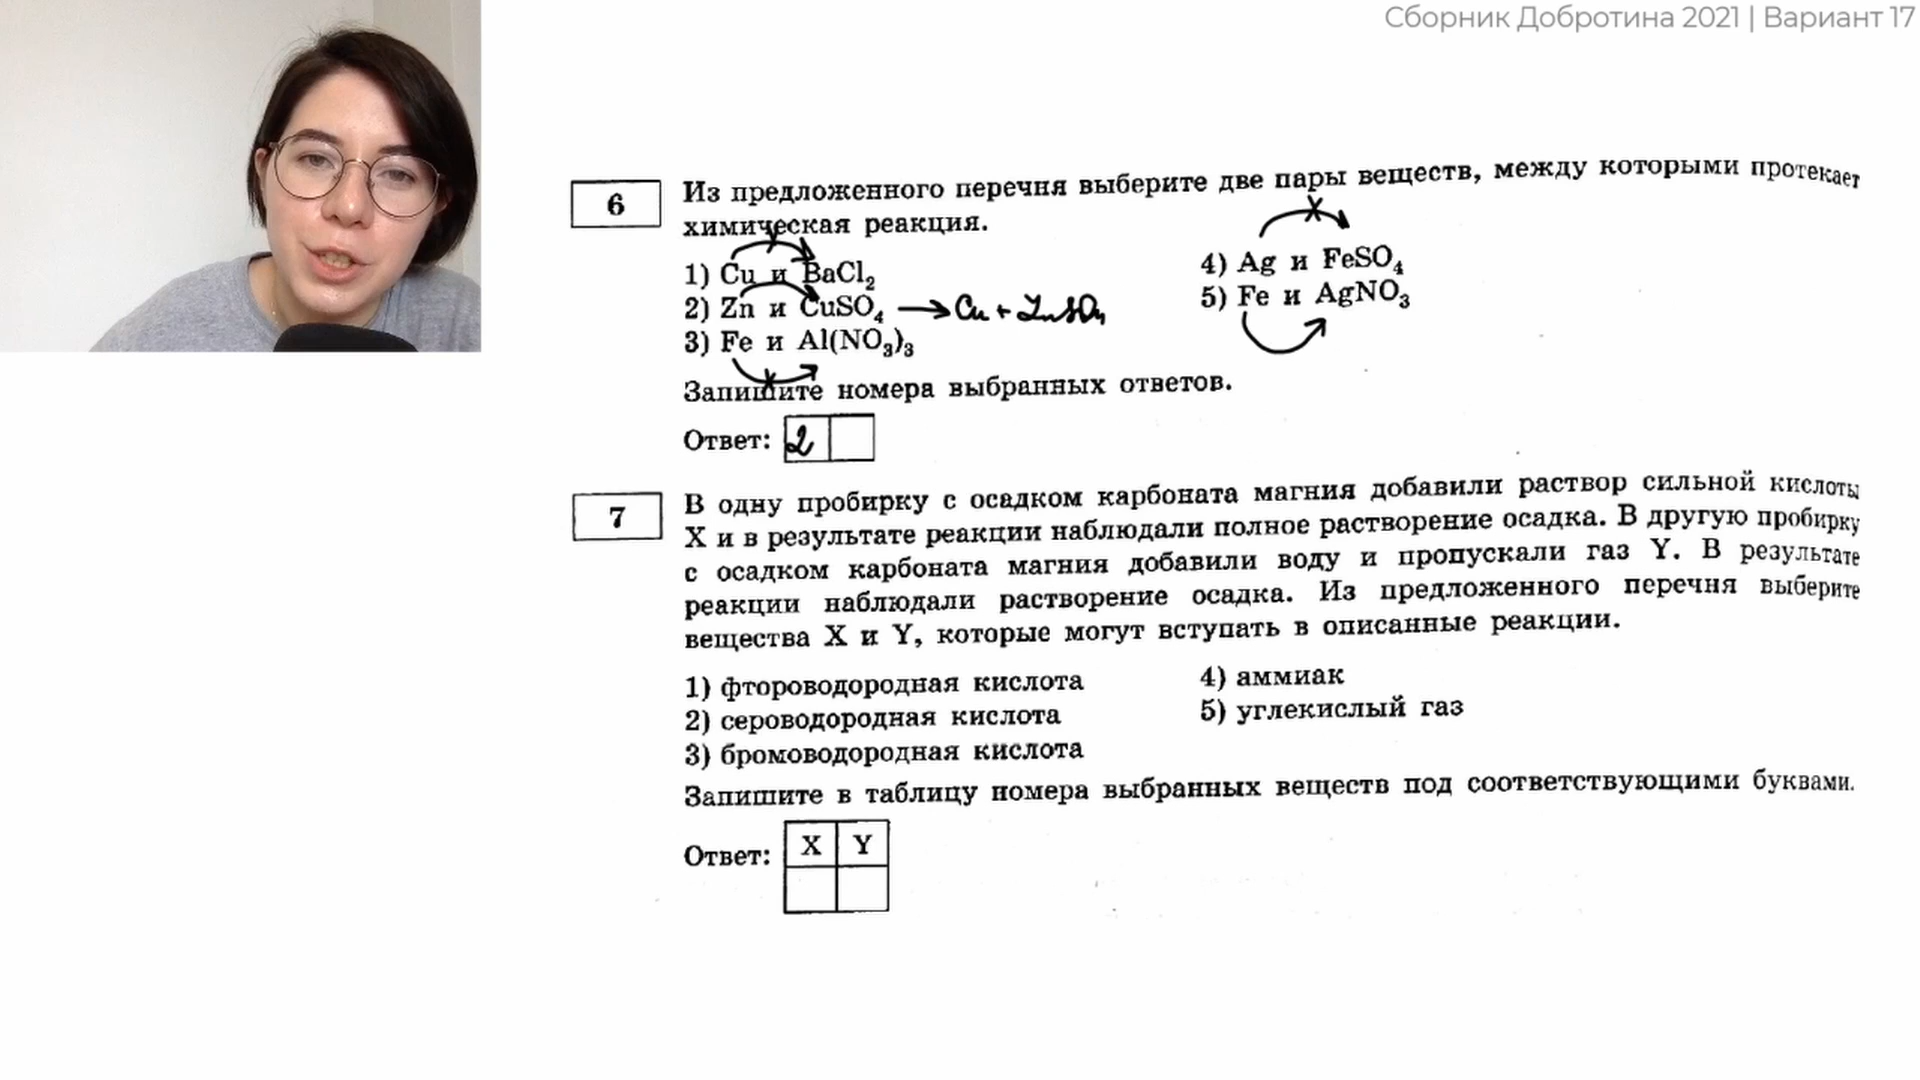 Сборник Добротина 2021 | Вариант 17
6
Из предложенного перечня выберите две пары веществ, между которыми протекает
химическая реакция.
1) Cu и BaCl₂
2) Zn и CuSO₄ → Cu + ZnSO₄
3) Fe и Al(NO₃)₃
4) Ag и FeSO₄
5) Fe и AgNO₃
Запишите номера выбранных ответов.
Ответ: 2
7
В одну пробирку с осадком карбоната магния добавили раствор сильной кислоты
X и в результате реакции наблюдали полное растворение осадка. В другую пробирку
с осадком карбоната магния добавили воду и пропускали газ Y. В результате
реакции наблюдали растворение осадка. Из предложенного перечня выберите
вещества X и Y, которые могут вступать в описанные реакции.
1) фтороводородная кислота
2) сероводородная кислота
3) бромоводородная кислота
4) аммиак
5) углекислый газ
Запишите в таблицу номера выбранных веществ под соответствующими буквами.
Ответ: X Y